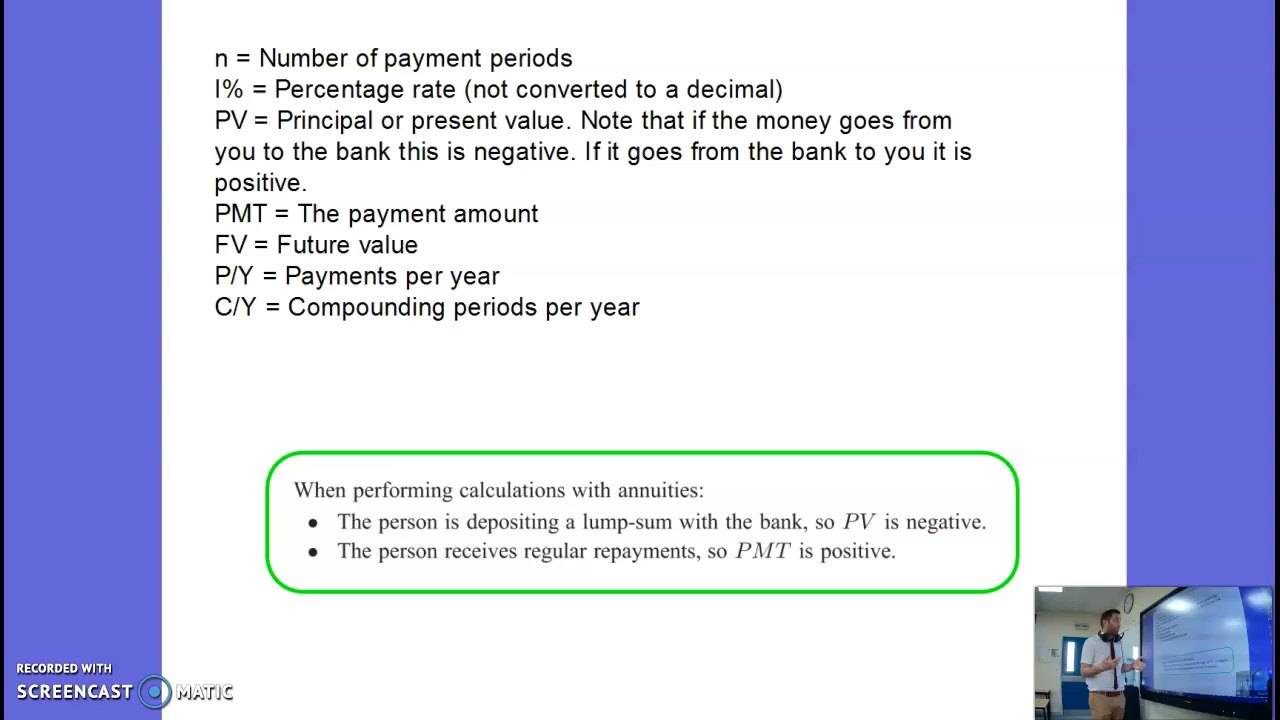 n = Number of payment periods
I% = Percentage rate (not converted to a decimal)
PV = Principal or present value. Note that if the money goes from
you to the bank this is negative. If it goes from the bank to you it is
positive.
PMT = The payment amount
FV = Future value
P/Y = Payments per year
C/Y = Compounding periods per year
When performing calculations with annuities:
• The person is depositing a lump-sum with the bank, so PV is negative.
• The person receives regular repayments, so PMT is positive.
RECORDED WITH
SCREENCAST MATIC